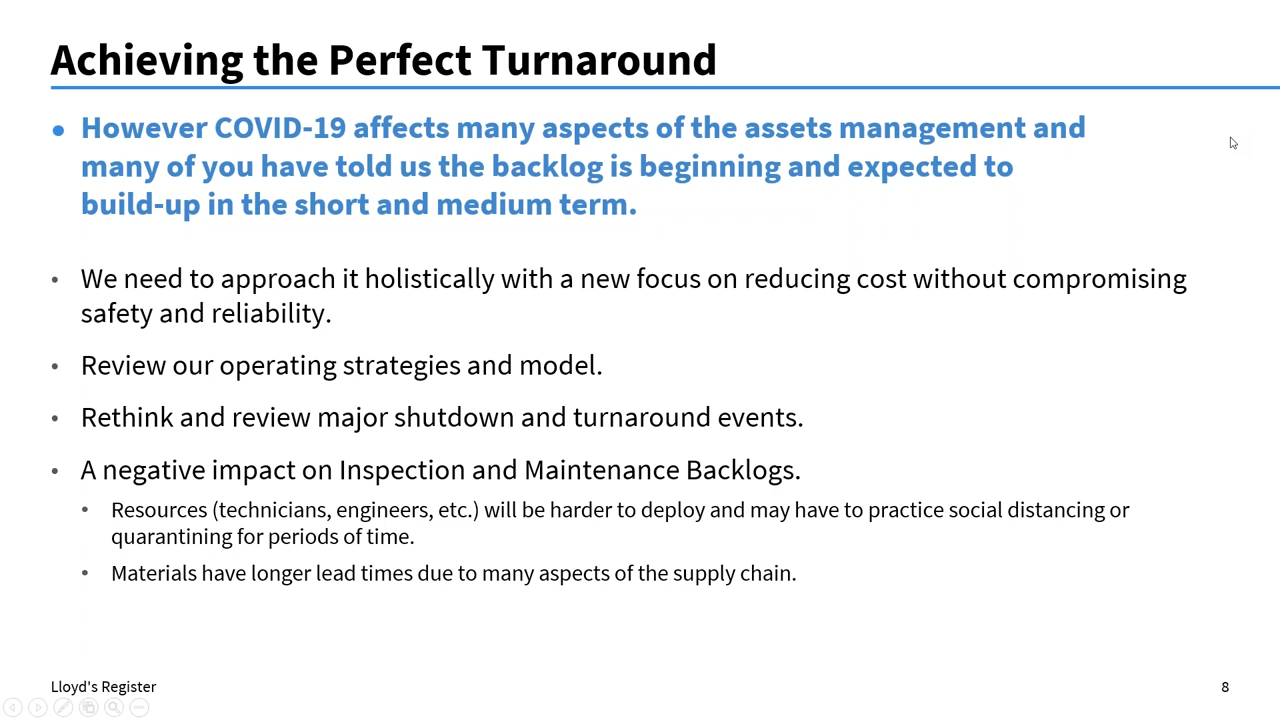 Achieving the Perfect Turnaround
• However COVID-19 affects many aspects of the assets management and
many of you have told us the backlog is beginning and expected to
build-up in the short and medium term.
• We need to approach it holistically with a new focus on reducing cost without compromising
safety and reliability.
• Review our operating strategies and model.
• Rethink and review major shutdown and turnaround events.
• A negative impact on Inspection and Maintenance Backlogs.
• Resources (technicians, engineers, etc.) will be harder to deploy and may have to practice social distancing or
quarantining for periods of time.
• Materials have longer lead times due to many aspects of the supply chain.
Lloyd's Register
8